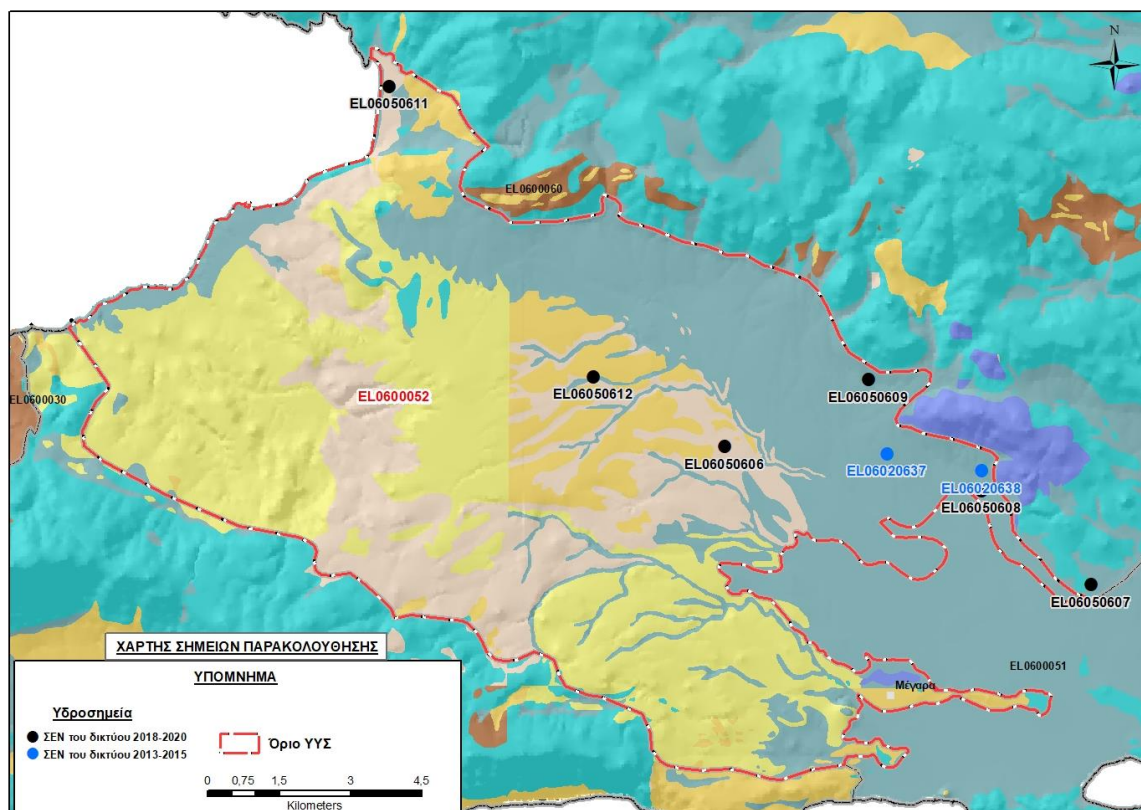 N
EL06050611
EL0600060
EL06050612
EL0600052
EL06050609
EL0600030
EL06050606
EL06020637
EL06020638
EL06050608
EL06050607
EL0600051
Μέγαρα
ΧΑΡΤΗΣ ΣΗΜΕΙΩΝ ΠΑΡΑΚΟΛΟΥΘΗΣΗΣ
ΥΠΟΜΝΗΜΑ
Υδροσημεία
ΣΕΝ του δικτύου 2018-2020
ΣΕΝ του δικτύου 2013-2015
Όριο ΥΥΣ
0 0,75 1,5 3 4,5
Kilometers